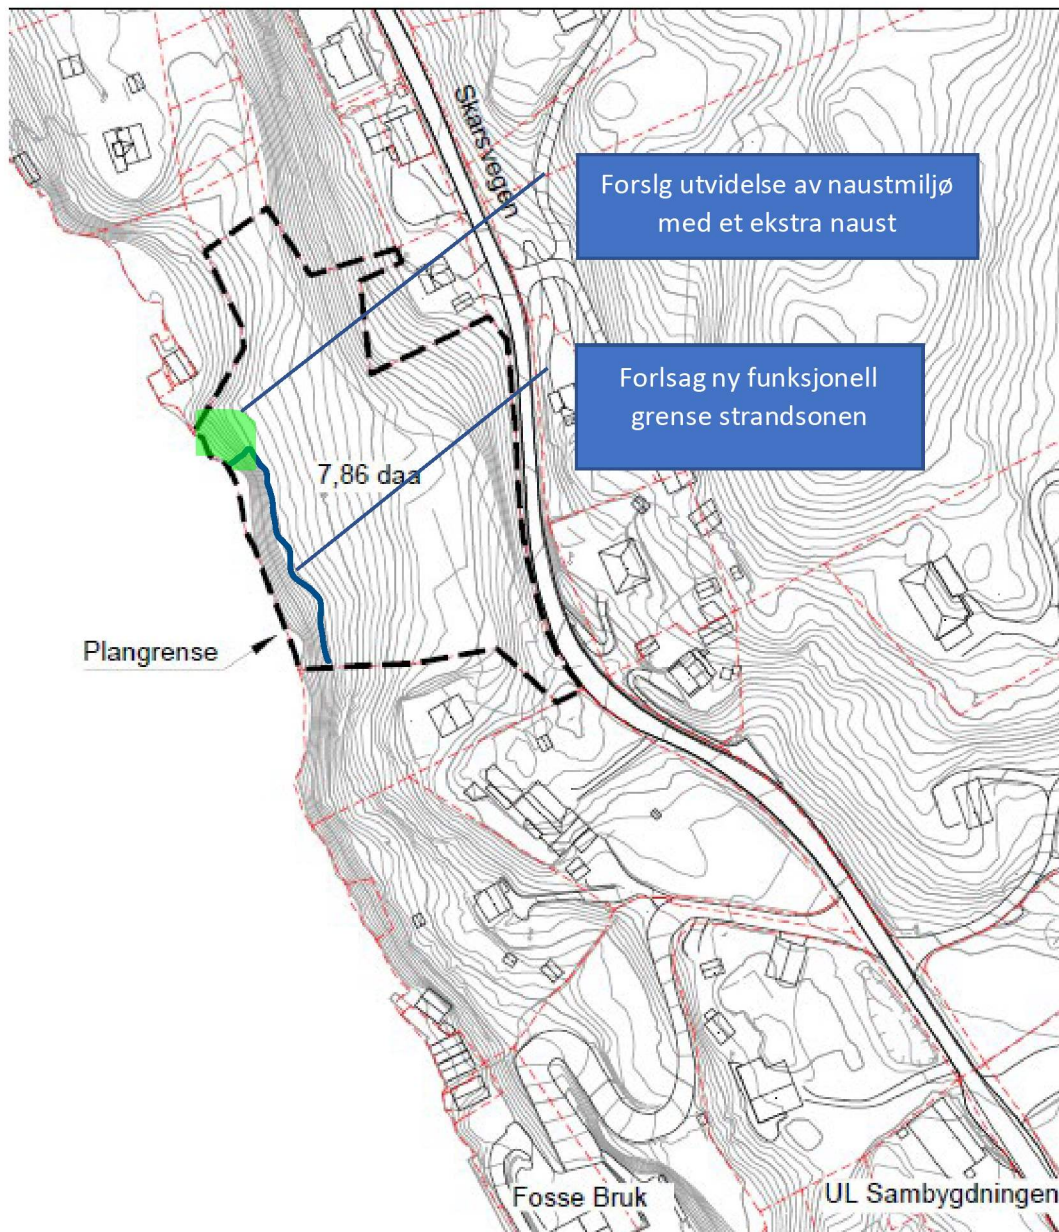 Skarsvegen
Forslg utvidelse av naustmiljø
med et ekstra naust
Forlsag ny funksjonell
grense strandsonen
7,86 daa
Plangrense
Fosse Bruk
UL Sambygdningen